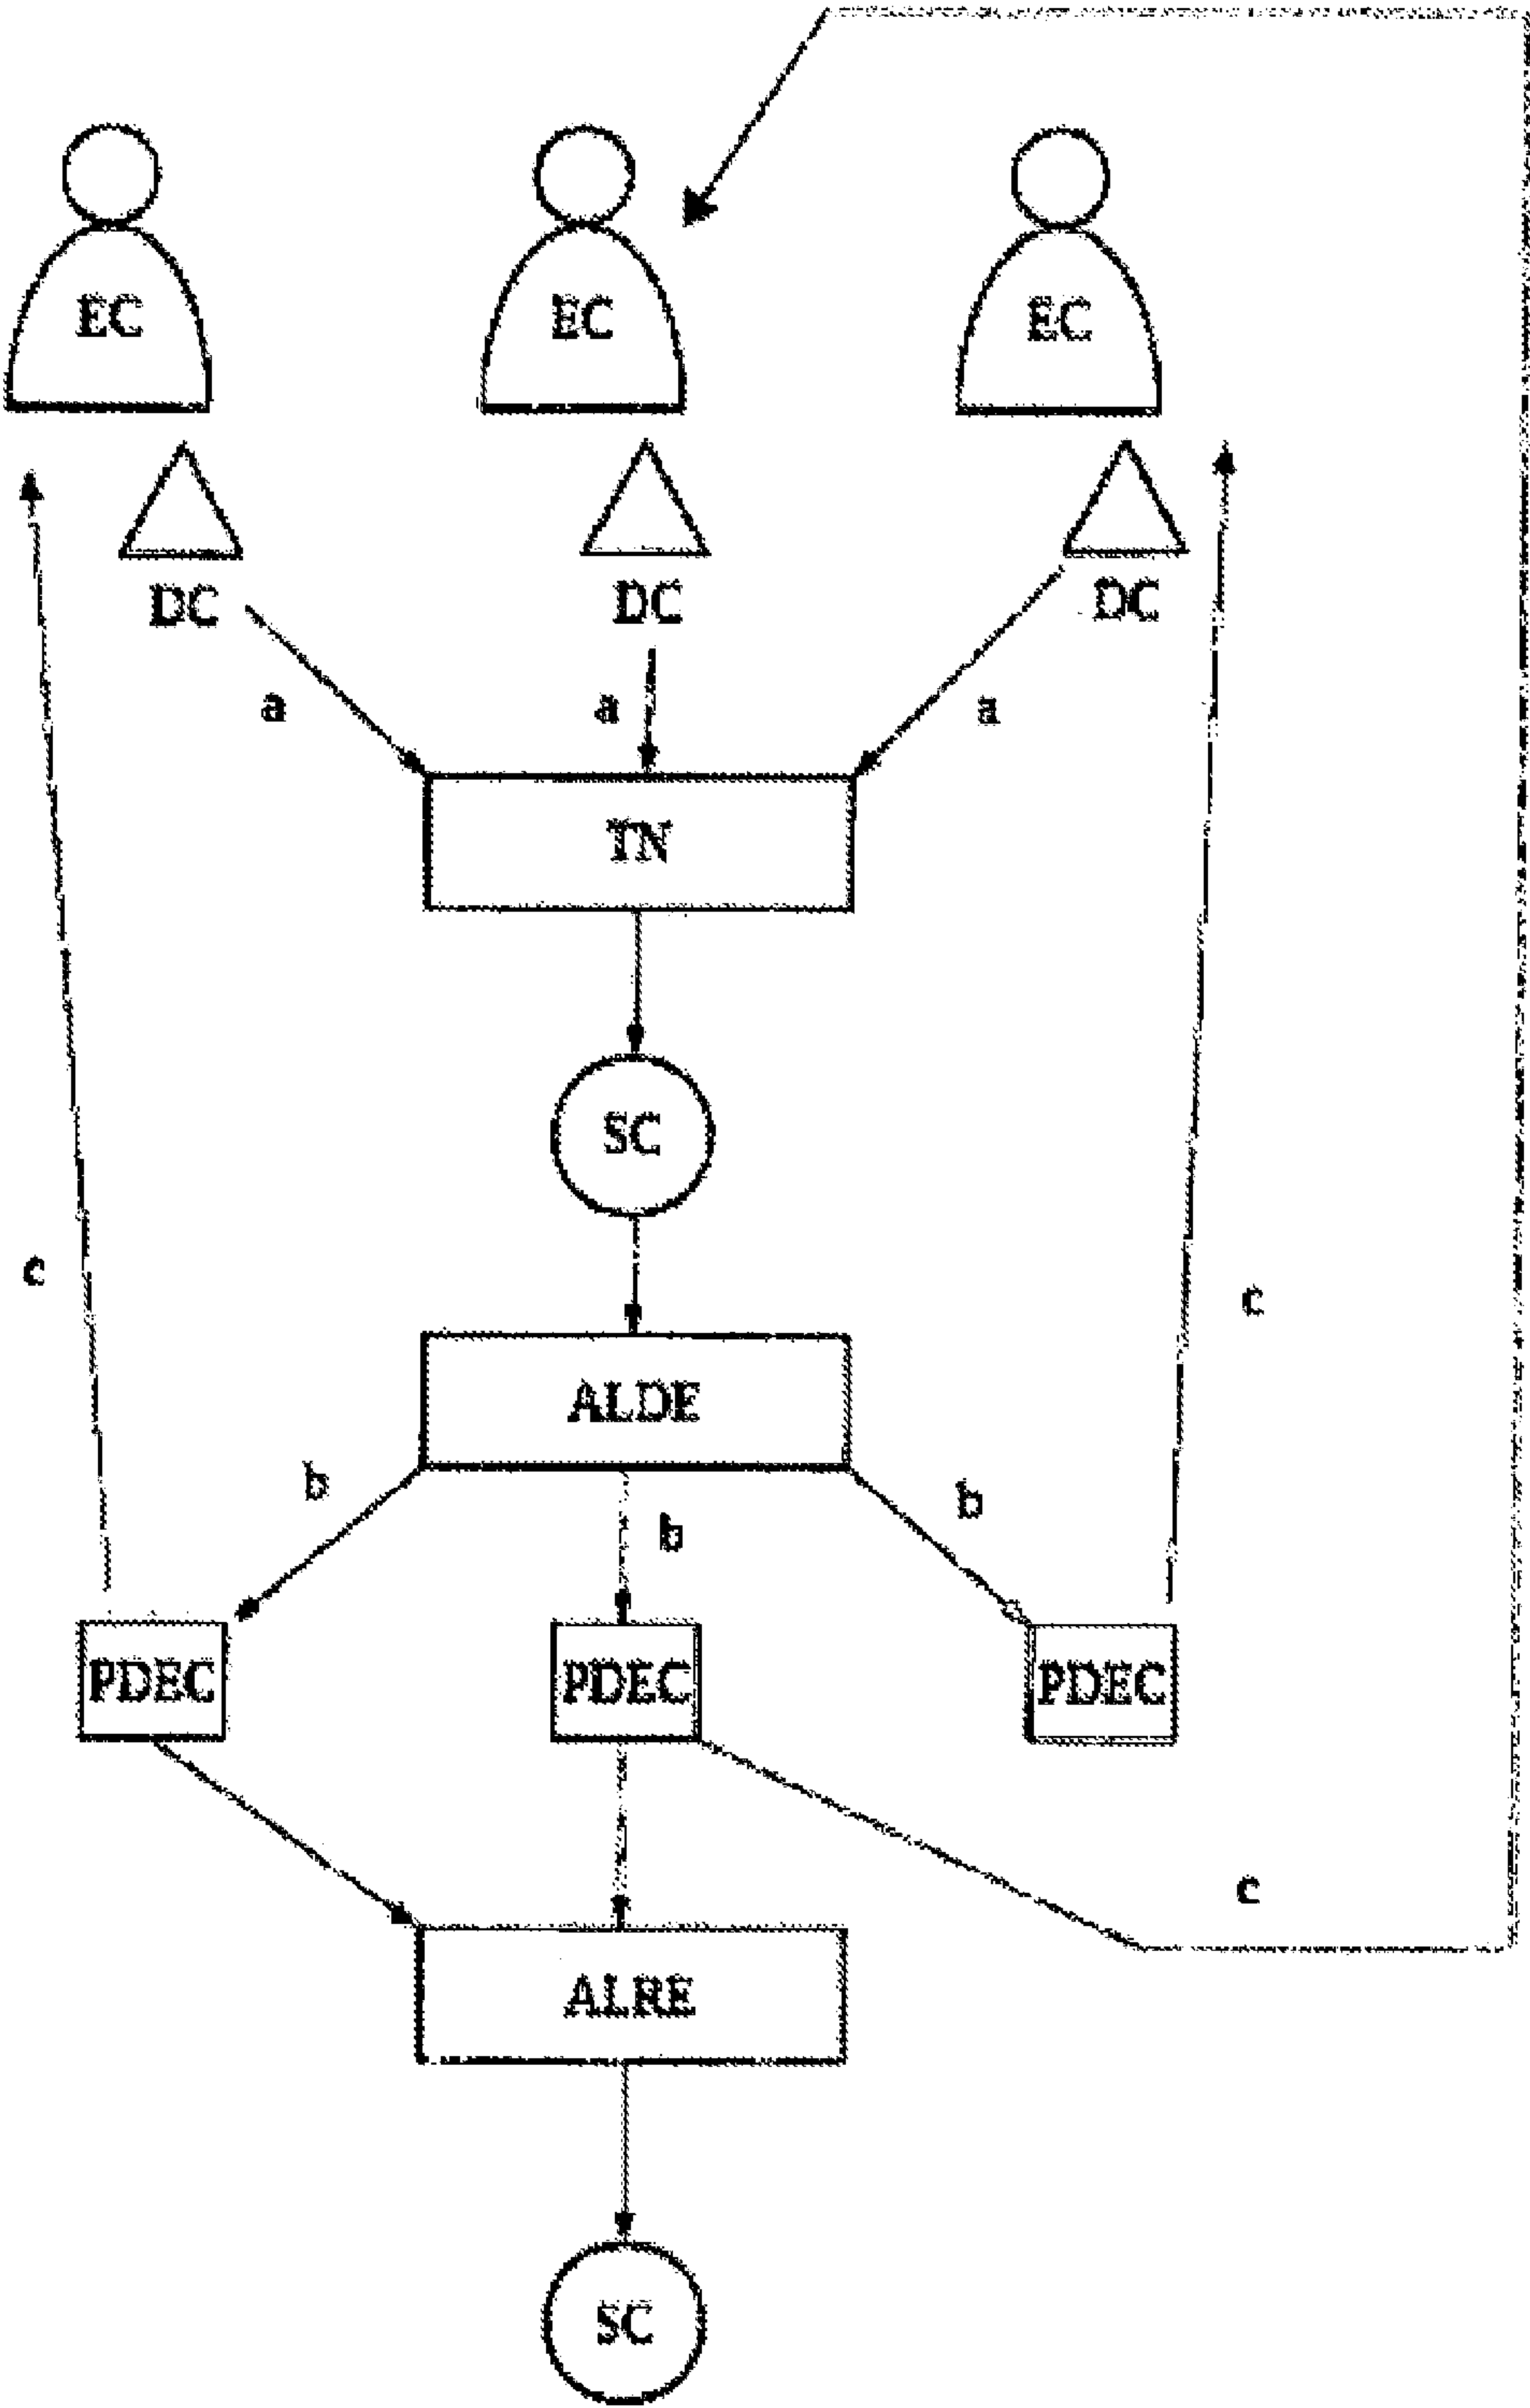 EC EC EC
DC DC DC
a a a
TN
SC
c c
ALDE
b b b
PDEC PDEC PDEC
c
ALRE
SC